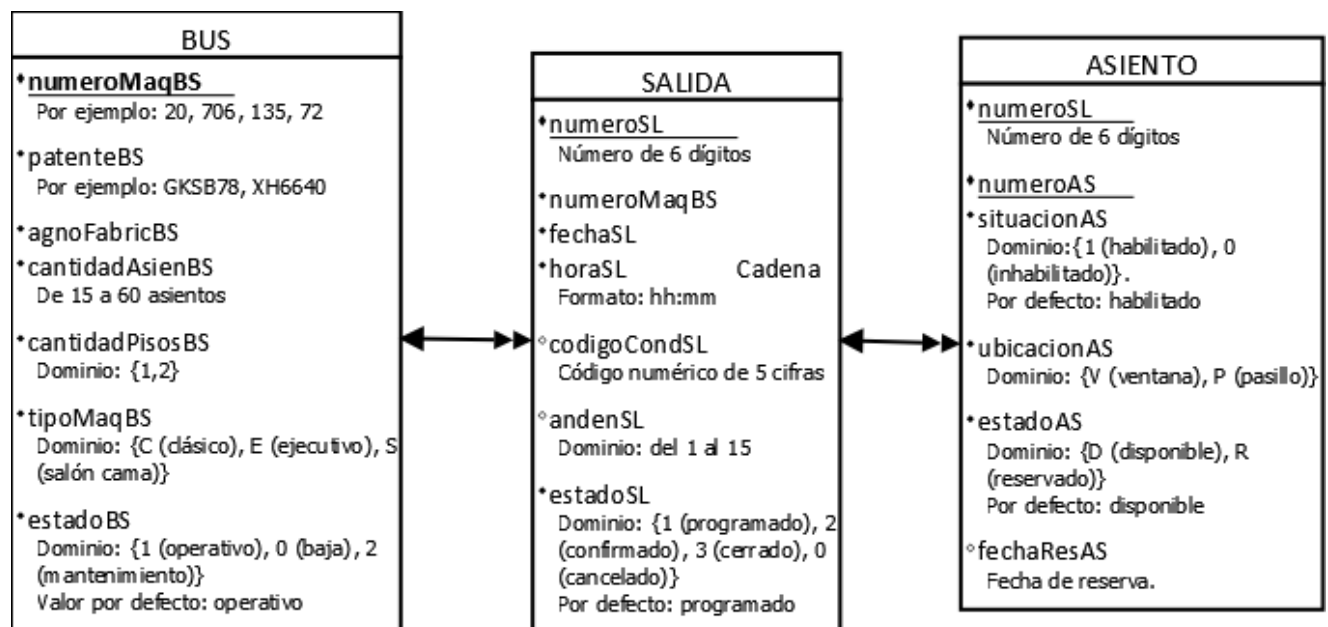 BUS
numeroMaqBS
Por ejemplo: 20, 706, 135, 72
patenteBS
Por ejemplo: GKSB78, XH6640
agnoFabricBS
cantidadAsienBS
De 15 a 60 asientos
cantidadPisosBS
Dominio: {1,2}
tipoMaqBS
Dominio: {C (clásico), E (ejecutivo), S
(salón cama)}
estadoBS
Dominio: {1 (operativo), 0 (baja), 2
(mantenimiento)}
Valor por defecto: operativo
SALIDA
numeroSL
Número de 6 dígitos
numeroMaqBS
fechaSL
horaSL Cadena
Formato: hh:mm
codigoCondSL
Código numérico de 5 cifras
andenSL
Dominio: del 1 al 15
estadoSL
Dominio: {1 (programado), 2
(confirmado), 3 (cerrado), 0
(cancelado)}
Por defecto: programado
ASIENTO
numeroSL
Número de 6 dígitos
numeroAS
situacionAS
Dominio:{1 (habilitado), 0
(inhabilitado)}.
Por defecto: habilitado
ubicacionAS
Dominio: {V (ventana), P (pasillo)}
estadoAS
Dominio: {D (disponible), R
(reservado)}
Por defecto: disponible
fechaResAS
Fecha de reserva.